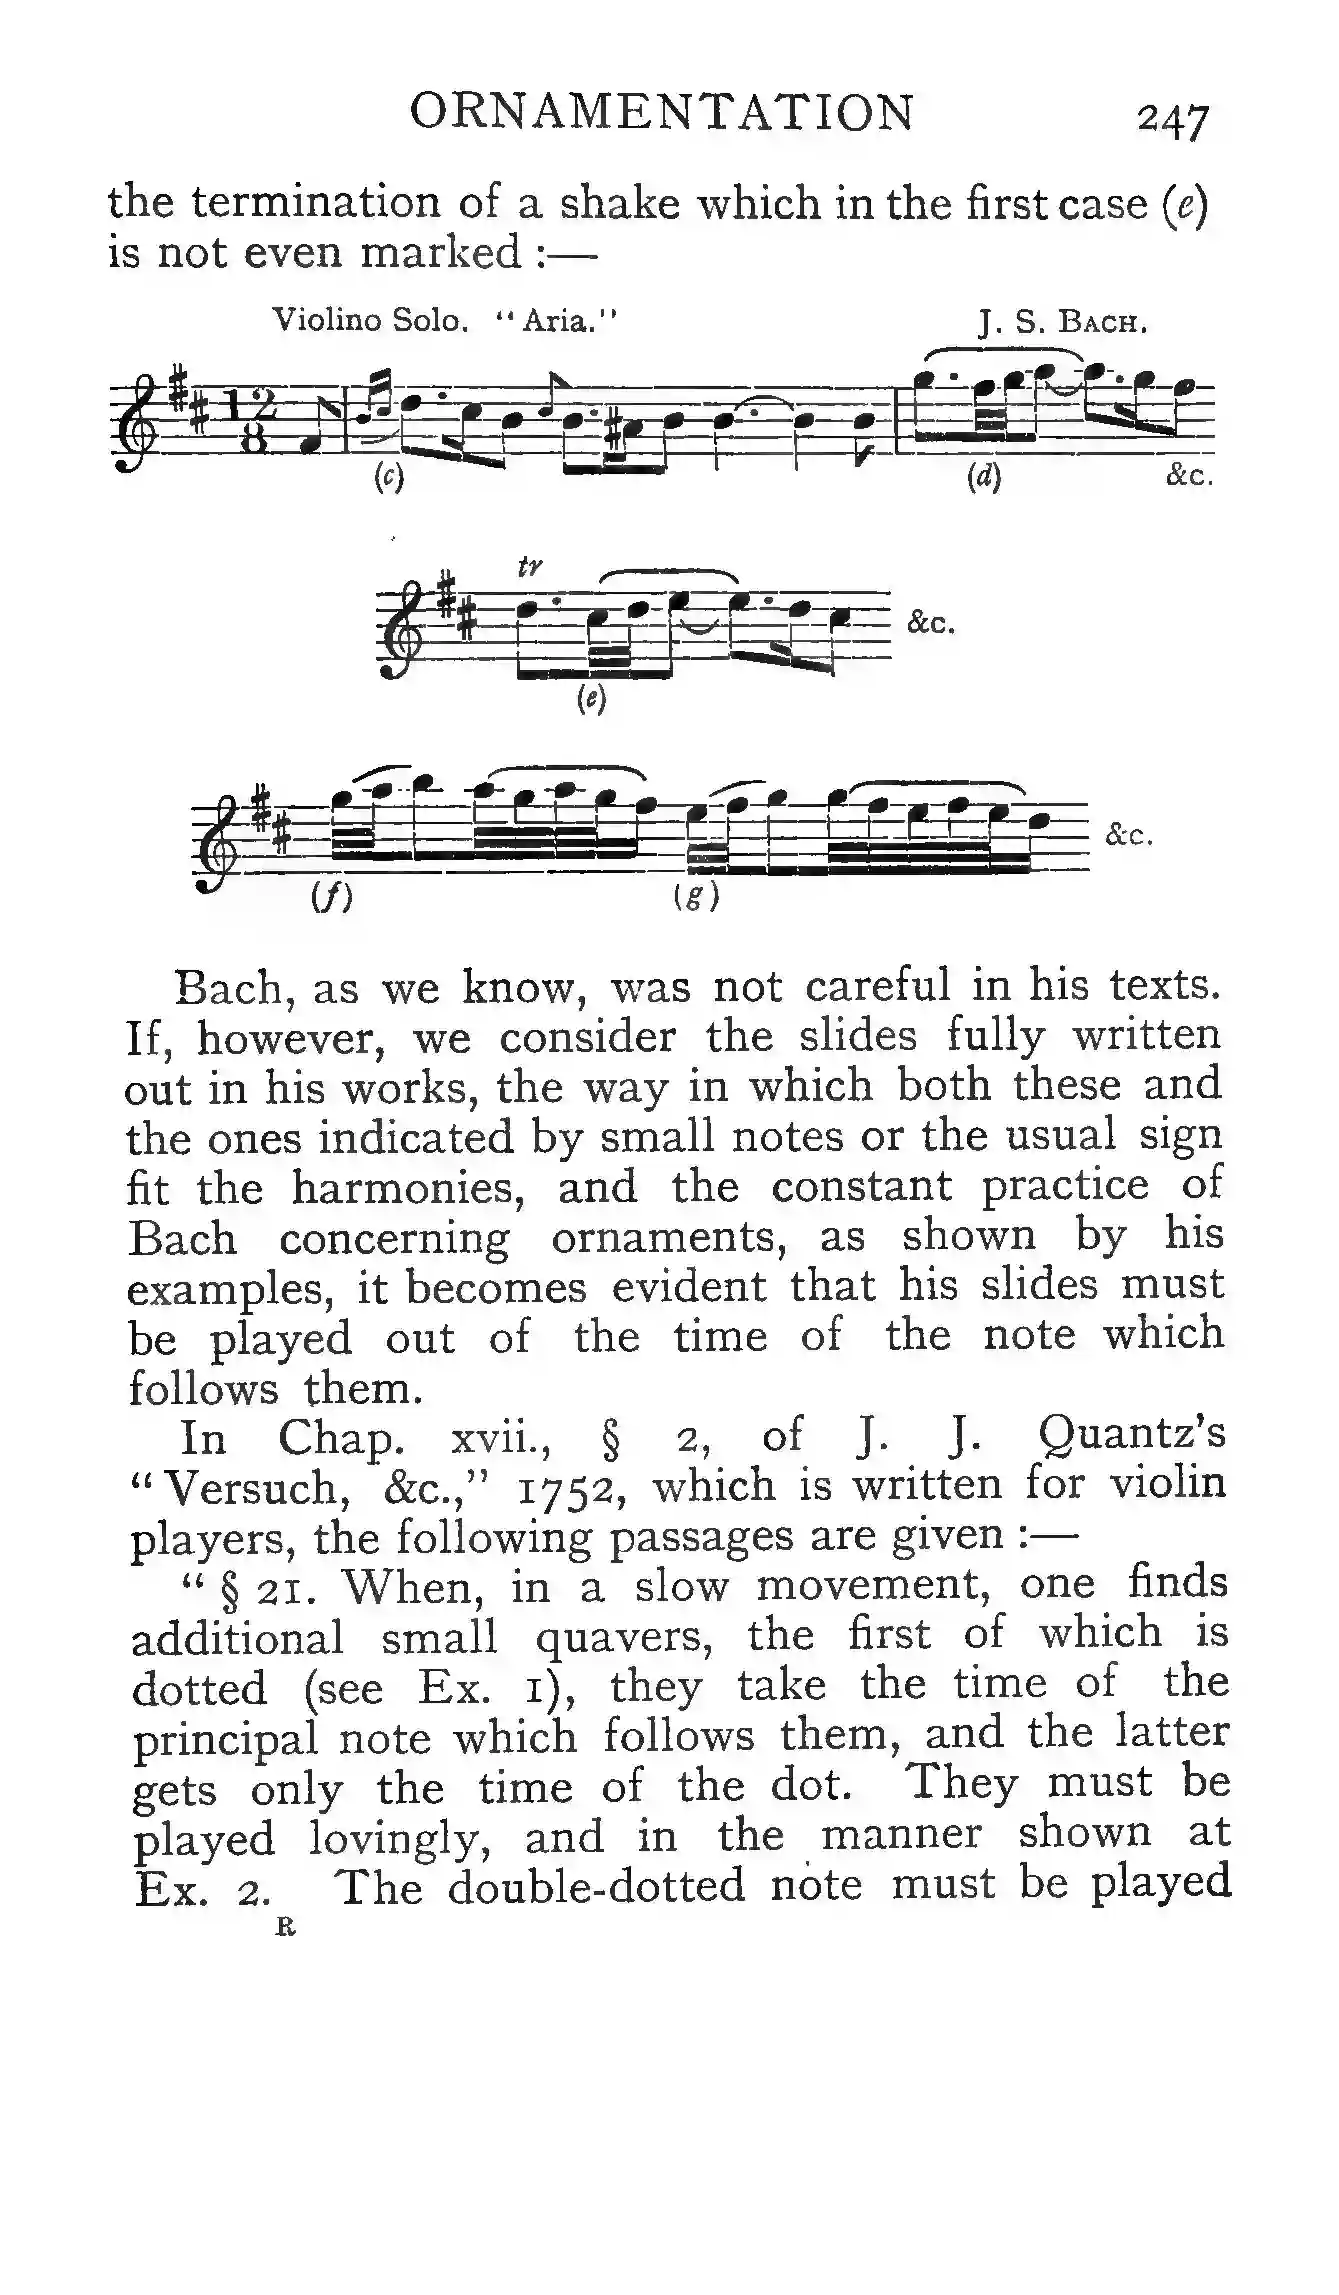 ORNAMENTATION 247
the termination of a shake which in the first case (e)
is not even marked :—
Violino Solo. "Aria." J. S. BACH.
12
8
(c) (d) &c.
tr
&c.
(e)
&c.
(f) (g)
Bach, as we know, was not careful in his texts.
If, however, we consider the slides fully written
out in his works, the way in which both these and
the ones indicated by small notes or the usual sign
fit the harmonies, and the constant practice of
Bach concerning ornaments, as shown by his
examples, it becomes evident that his slides must
be played out of the time of the note which
follows them.
In Chap. xvii., § 2, of J. J. Quantz's
"Versuch, &c.," 1752, which is written for violin
players, the following passages are given :—
"§ 21. When, in a slow movement, one finds
additional small quavers, the first of which is
dotted (see Ex. 1), they take the time of the
principal note which follows them, and the latter
gets only the time of the dot. They must be
played lovingly, and in the manner shown at
Ex. 2. The double-dotted note must be played
R